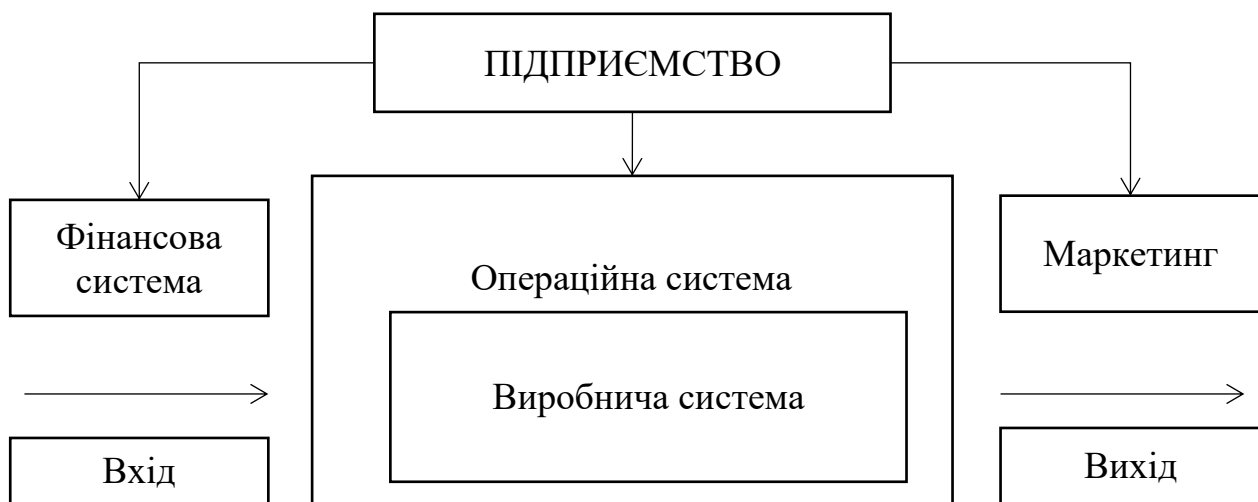 ПІДПРИЄМСТВО
Фінансова
система
Операційна система
Маркетинг
Виробнича система
Вхід
Вихід